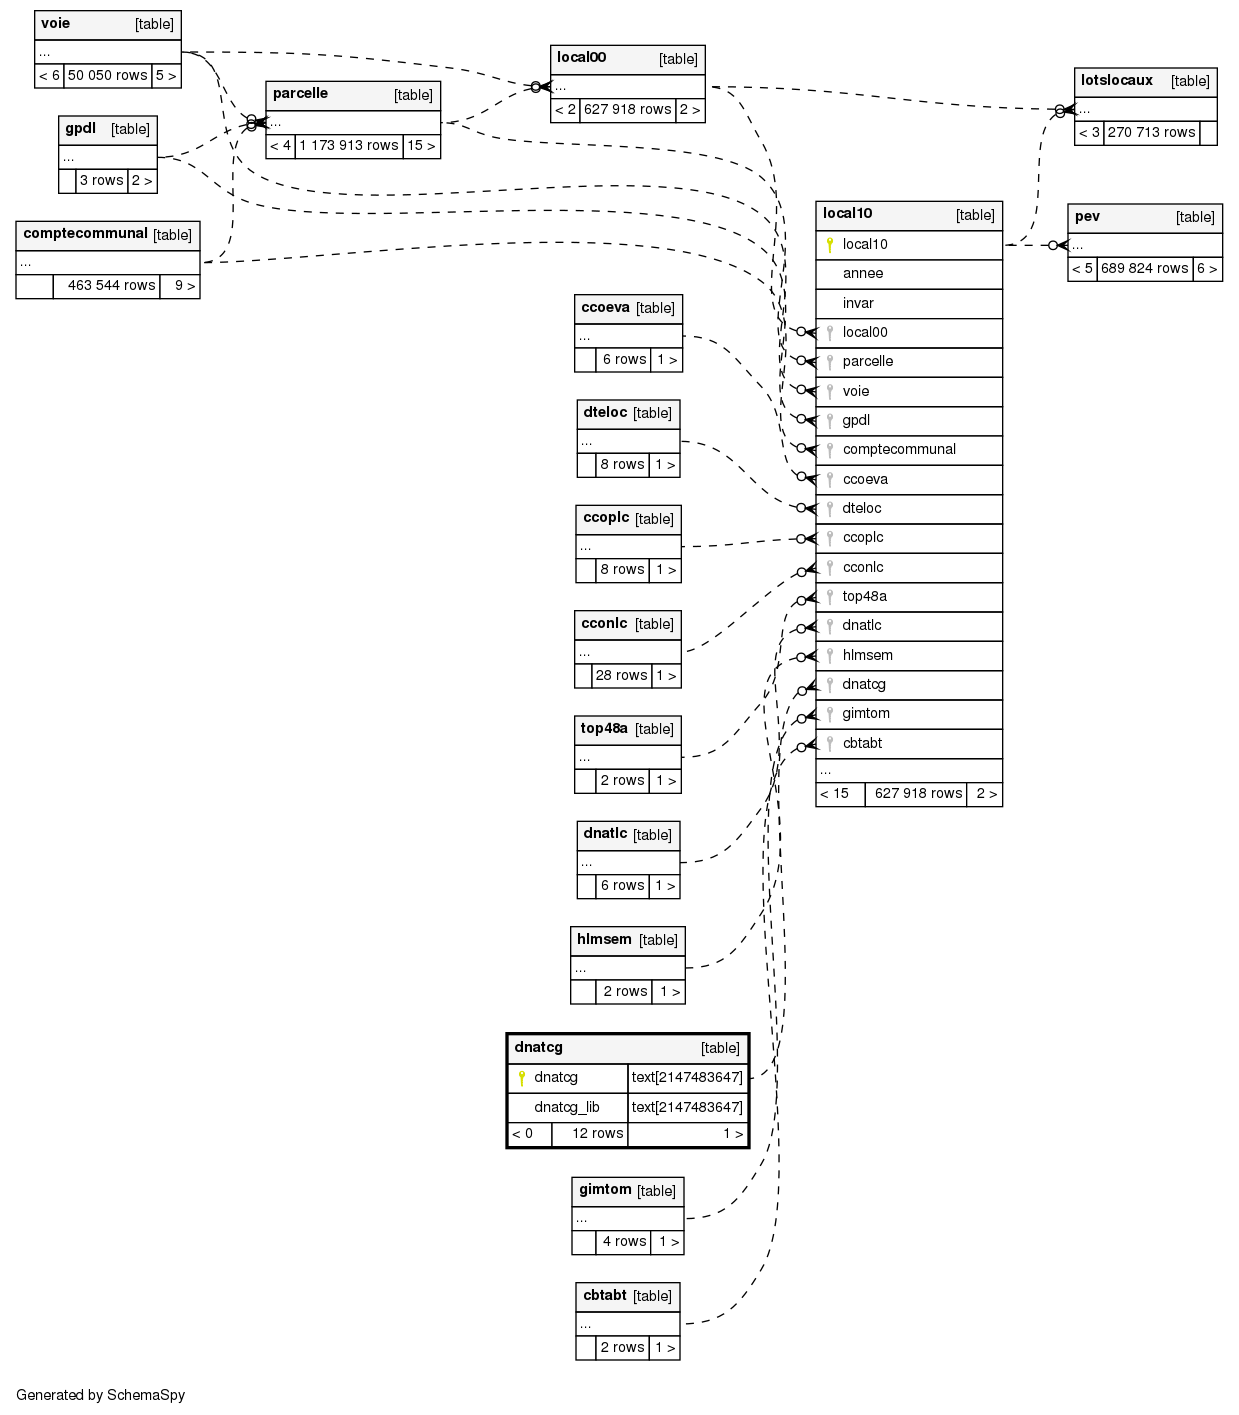 voie [table]
...
< 6 50 050 rows 5 >
gpdl [table]
...
3 rows 2 >
comptecommunal [table]
...
463 544 rows 9 >
parcelle [table]
...
< 4 1 173 913 rows 15 >
local00 [table]
...
< 2 627 918 rows 2 >
lotslocaux [table]
...
< 3 270 713 rows
pev [table]
...
< 5 689 824 rows 6 >
local10 [table]
local10
annee
invar
local00
parcelle
voie
gpdl
comptecommunal
ccoeva
dteloc
ccoplc
cconlc
top48a
dnatlc
hlmsem
dnatcg
gimtom
cbtabt
...
< 15 627 918 rows 2 >
ccoeva [table]
...
6 rows 1 >
dteloc [table]
...
8 rows 1 >
ccoplc [table]
...
8 rows 1 >
cconlc [table]
...
28 rows 1 >
top48a [table]
...
2 rows 1 >
dnatlc [table]
...
6 rows 1 >
hlmsem [table]
...
2 rows 1 >
dnatcg [table]
dnatcg text[2147483647]
dnatcg_lib text[2147483647]
< 0 12 rows 1 >
gimtom [table]
...
4 rows 1 >
cbtabt [table]
...
2 rows 1 >
Generated by SchemaSpy